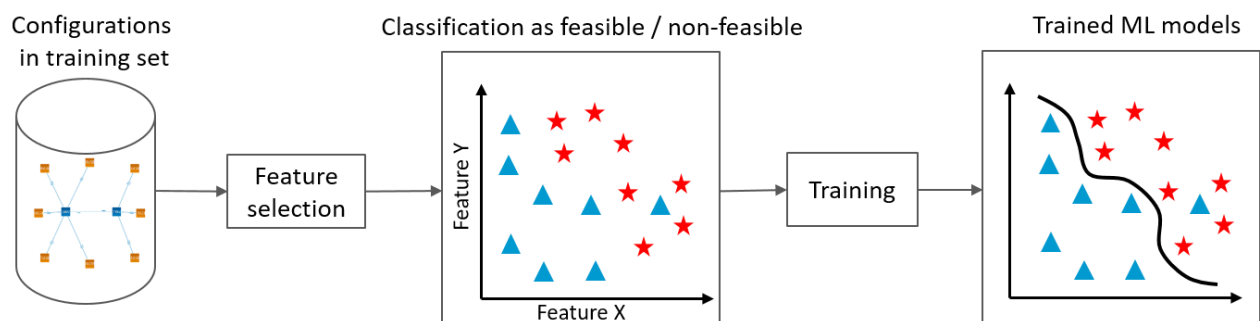 Configurations
in training set
Feature
selection
Classification as feasible / non-feasible
Feature Y
Feature X
Training
Trained ML models